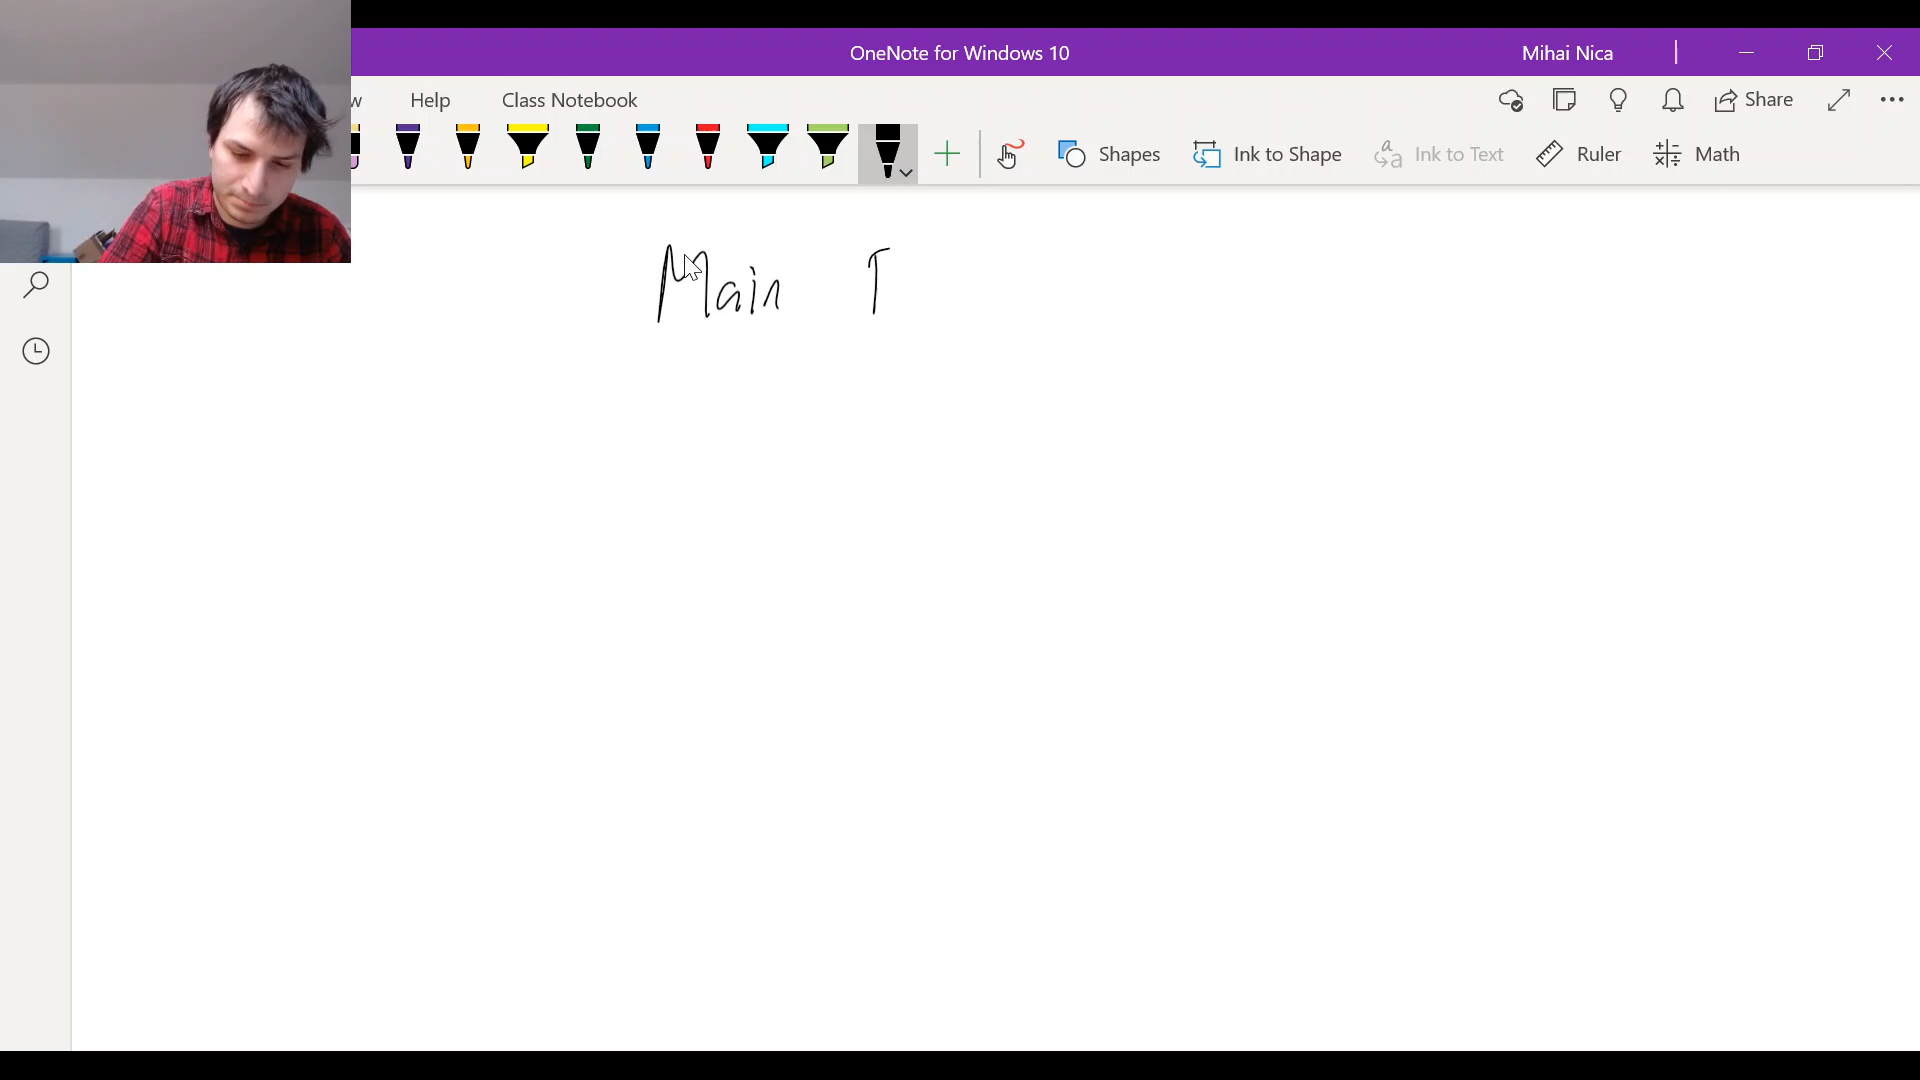 OneNote for Windows 10 Mihai Nica
w Help Class Notebook Share
Shapes Ink to Shape Ink to Text Ruler Math
Main T